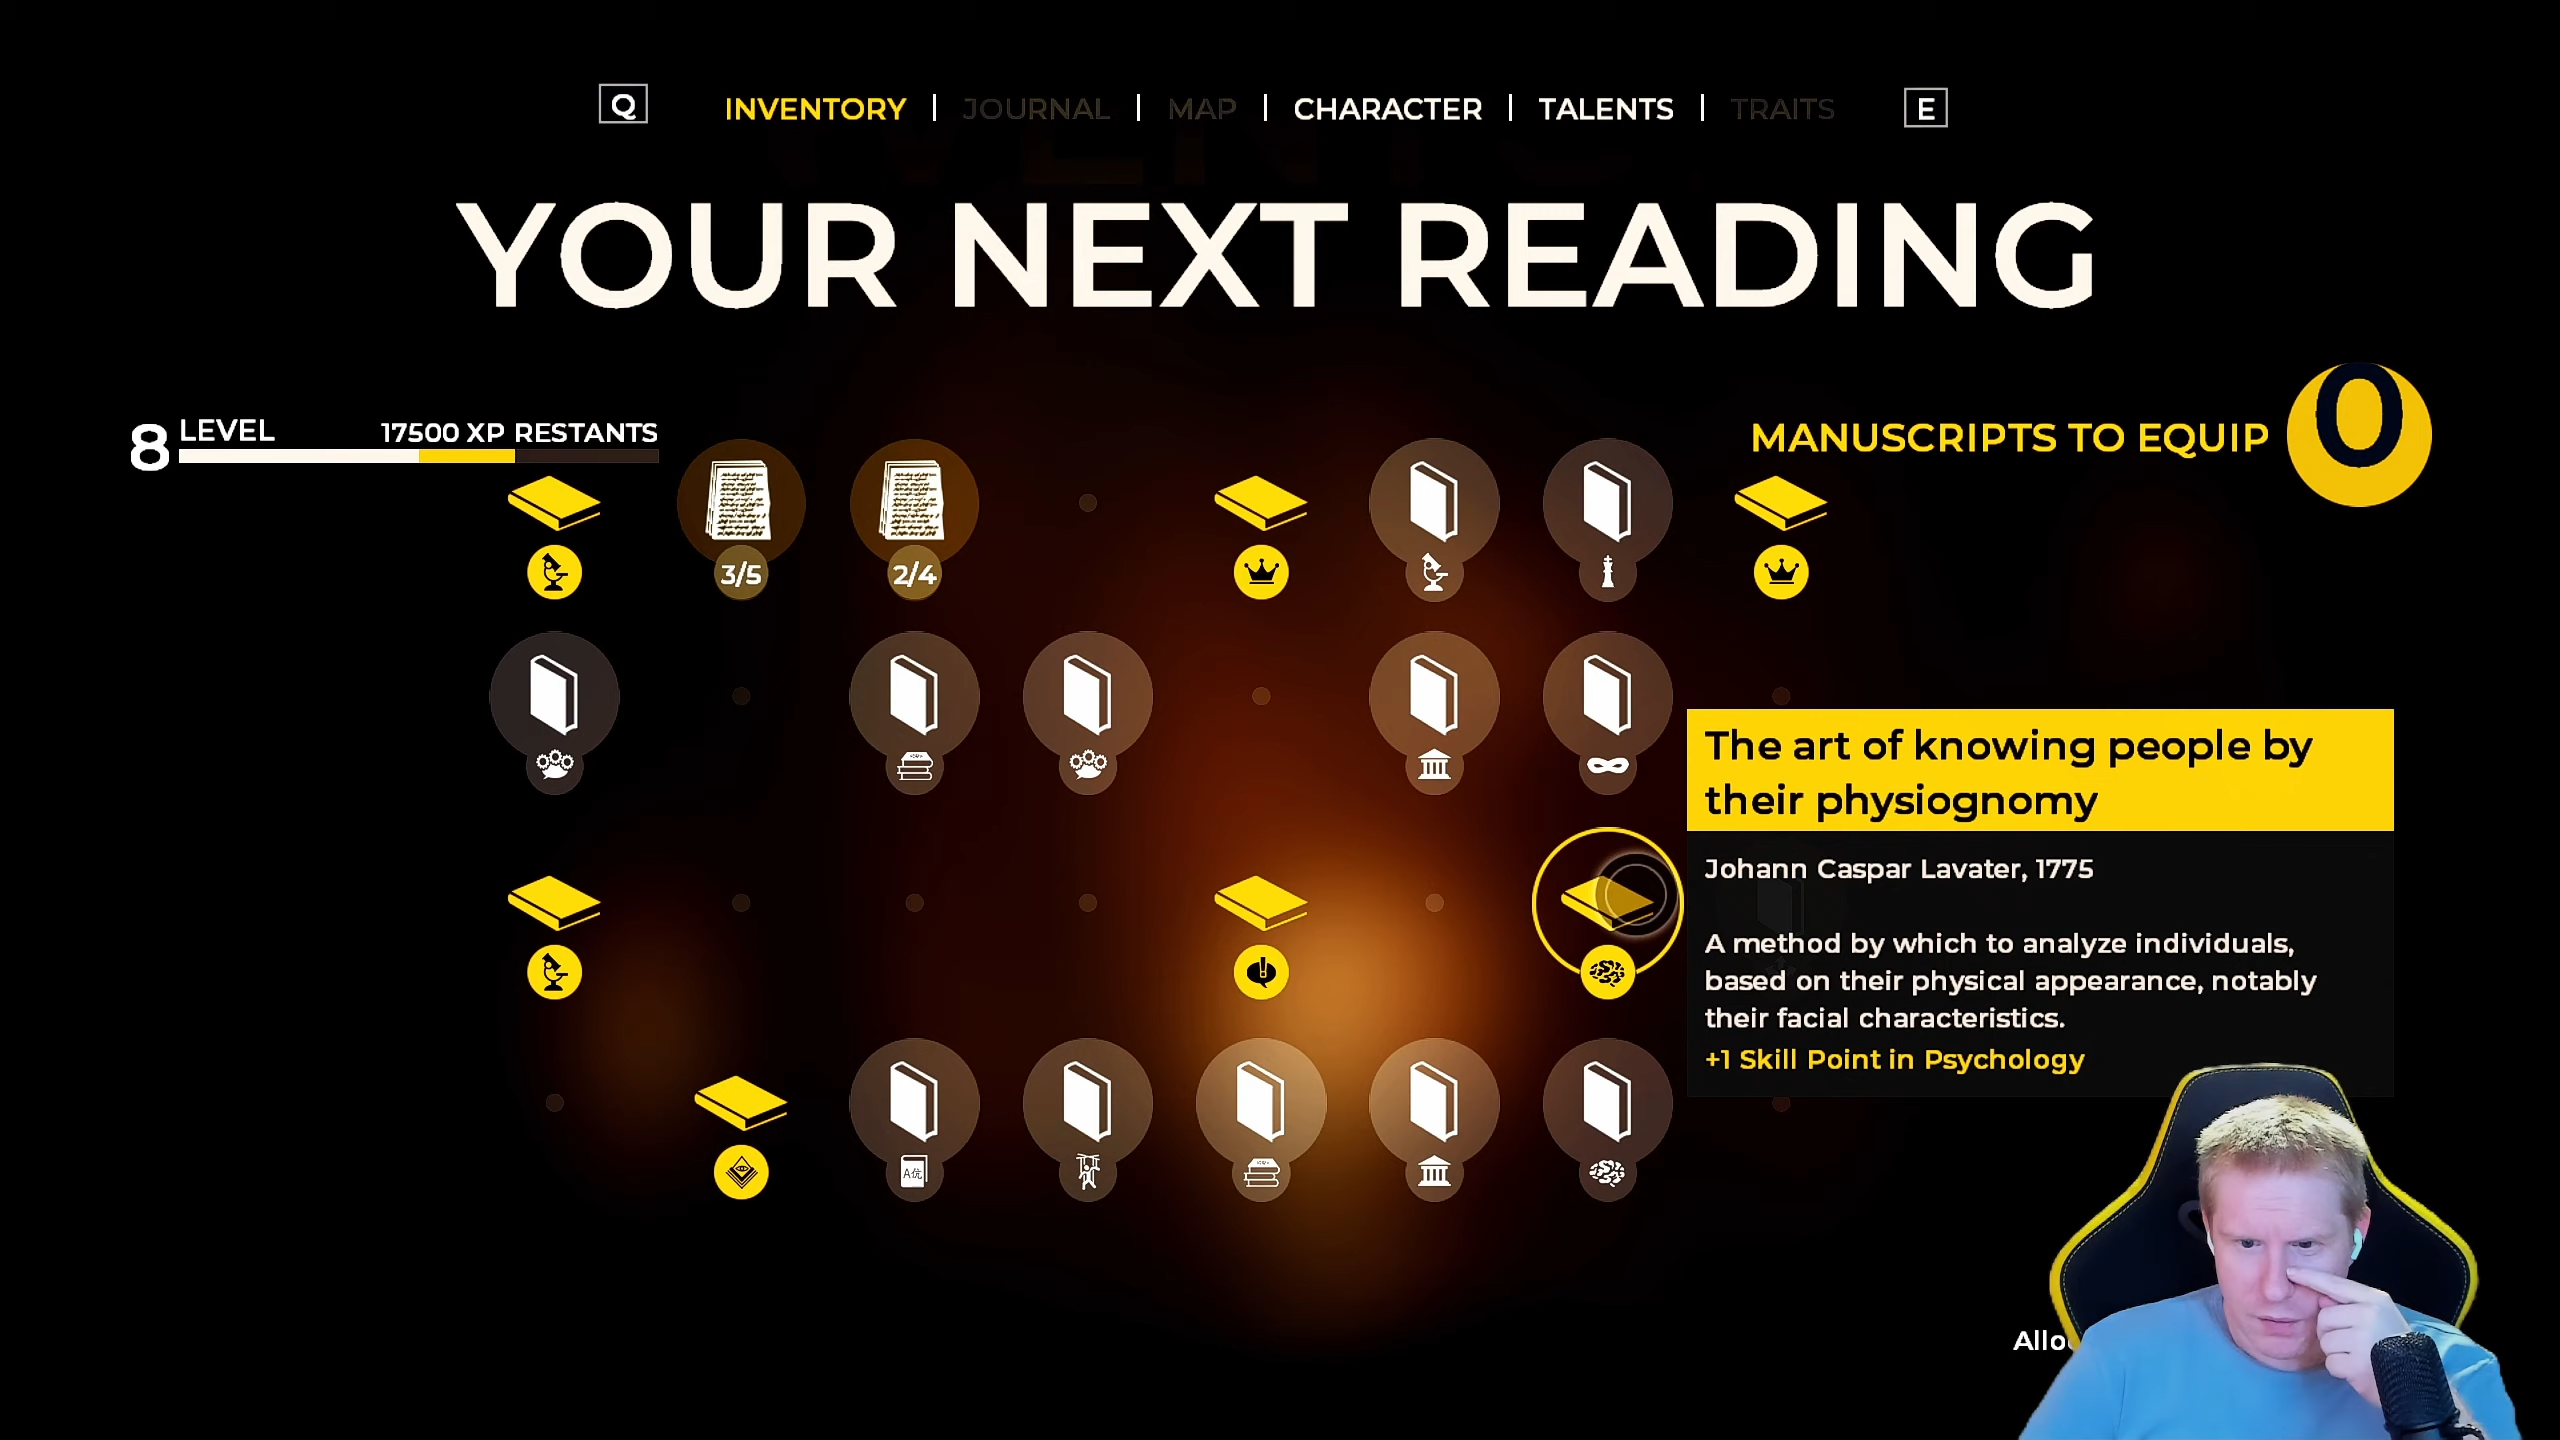 Q INVENTORY JOURNAL MAP CHARACTER TALENTS TRAITS E
YOUR NEXT READING
8 LEVEL 17500 XP RESTANTS
MANUSCRIPTS TO EQUIP 0
3/5 2/4
The art of knowing people by
their physiognomy
Johann Caspar Lavater, 1775
A method by which to analyze individuals,
based on their physical appearance, notably
their facial characteristics.
+1 Skill Point in Psychology